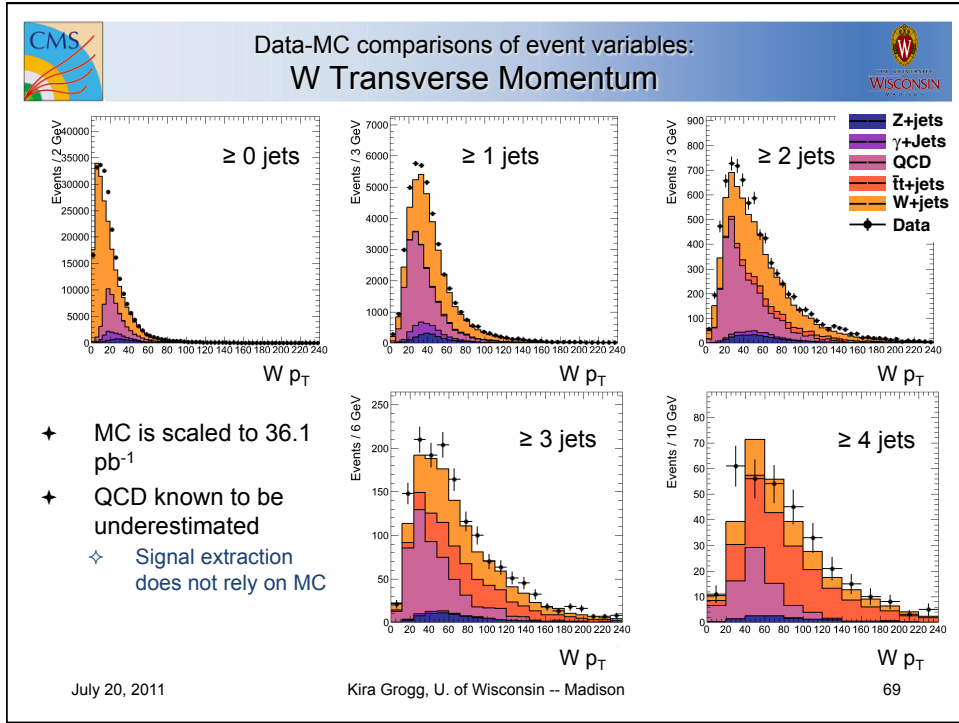 CMS
Data-MC comparisons of event variables:
W Transverse Momentum
W
THE UNIVERSITY
OF
WISCONSIN
MADISON
Events / 2 GeV
40000
35000
30000
25000
20000
15000
10000
5000
0
≥ 0 jets
0 20 40 60 80 100 120 140 160 180 200 220 240
W pT
Events / 3 GeV
7000
6000
5000
4000
3000
2000
1000
0
≥ 1 jets
0 20 40 60 80 100 120 140 160 180 200 220 240
W pT
Events / 3 GeV
900
800
700
600
500
400
300
200
100
0
≥ 2 jets
0 20 40 60 80 100 120 140 160 180 200 220 240
W pT
Z+jets
γ+Jets
QCD
t̄t+jets
W+jets
Data
✦ MC is scaled to 36.1
pb-1
✦ QCD known to be
underestimated
✧ Signal extraction
does not rely on MC
Events / 6 GeV
250
200
150
100
50
0
≥ 3 jets
0 20 40 60 80 100 120 140 160 180 200 220 240
W pT
Events / 10 GeV
80
70
60
50
40
30
20
10
0
≥ 4 jets
0 20 40 60 80 100 120 140 160 180 200 220 240
W pT
July 20, 2011
Kira Grogg, U. of Wisconsin -- Madison
69